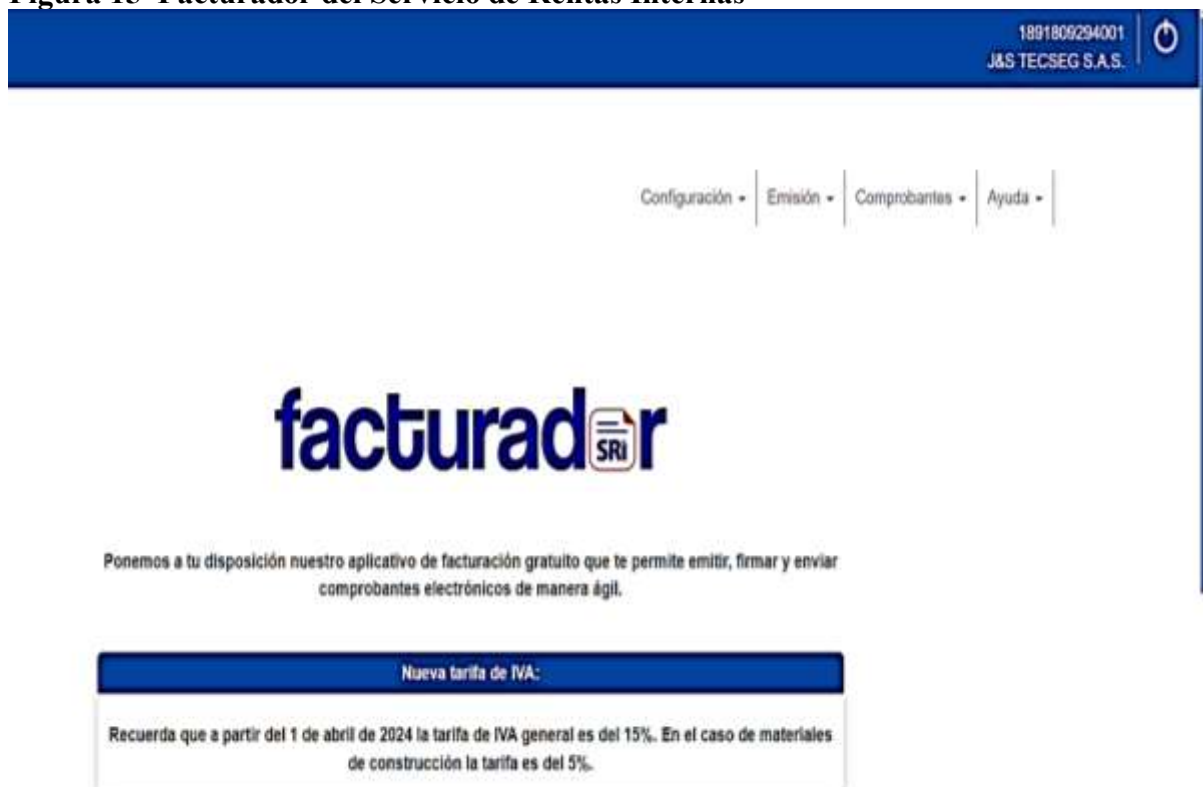 Figura 13 Facturador del Servicio de Rentas Internas
1891809294001
J&S TECSEG S.A.S.
Configuración
Emisión
Comprobantes
Ayuda
facturador
SRI
Ponemos a tu disposición nuestro aplicativo de facturación gratuito que te permite emitir, firmar y enviar
comprobantes electrónicos de manera ágil.
Nueva tarifa de IVA:
Recuerda que a partir del 1 de abril de 2024 la tarifa de IVA general es del 15%. En el caso de materiales
de construcción la tarifa es del 5%.